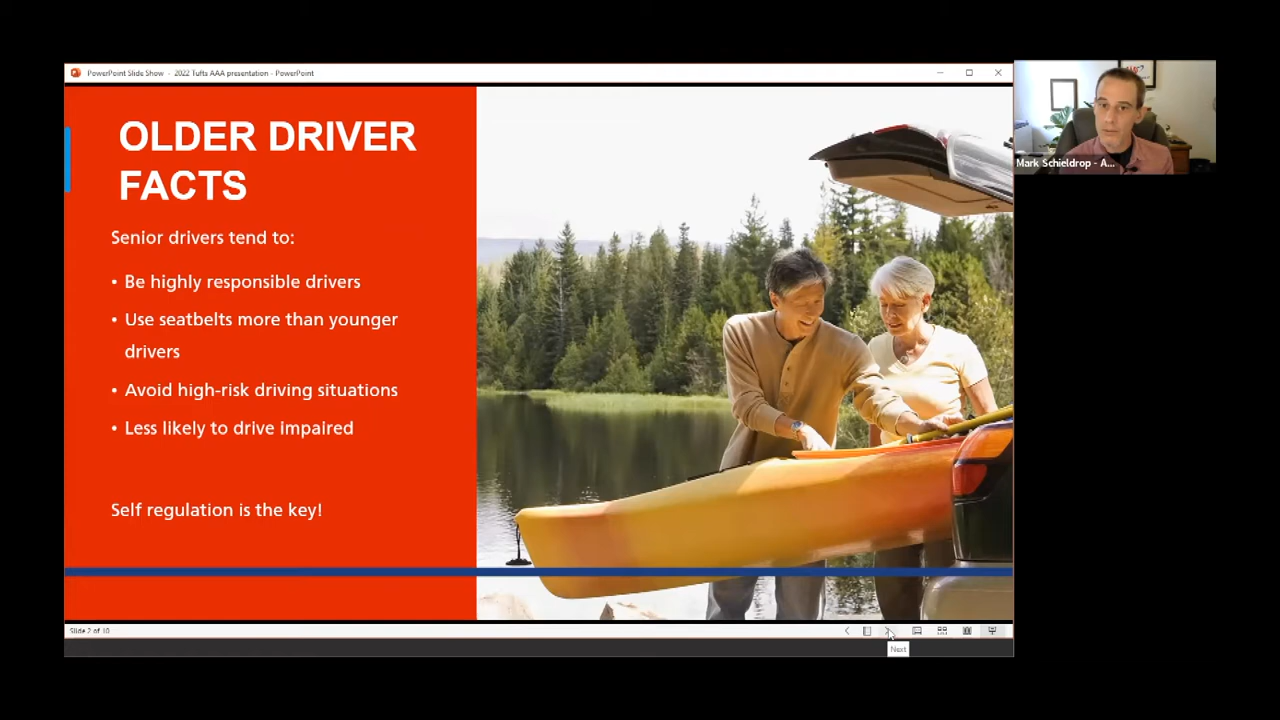 PowerPoint Slide Show - 2022 Tufts AAA presentation - PowerPoint
OLDER DRIVER
FACTS
Senior drivers tend to:
• Be highly responsible drivers
• Use seatbelts more than younger
drivers
• Avoid high-risk driving situations
• Less likely to drive impaired
Self regulation is the key!
Slide 2 of 10
Next
Mark Schieldrop - A...